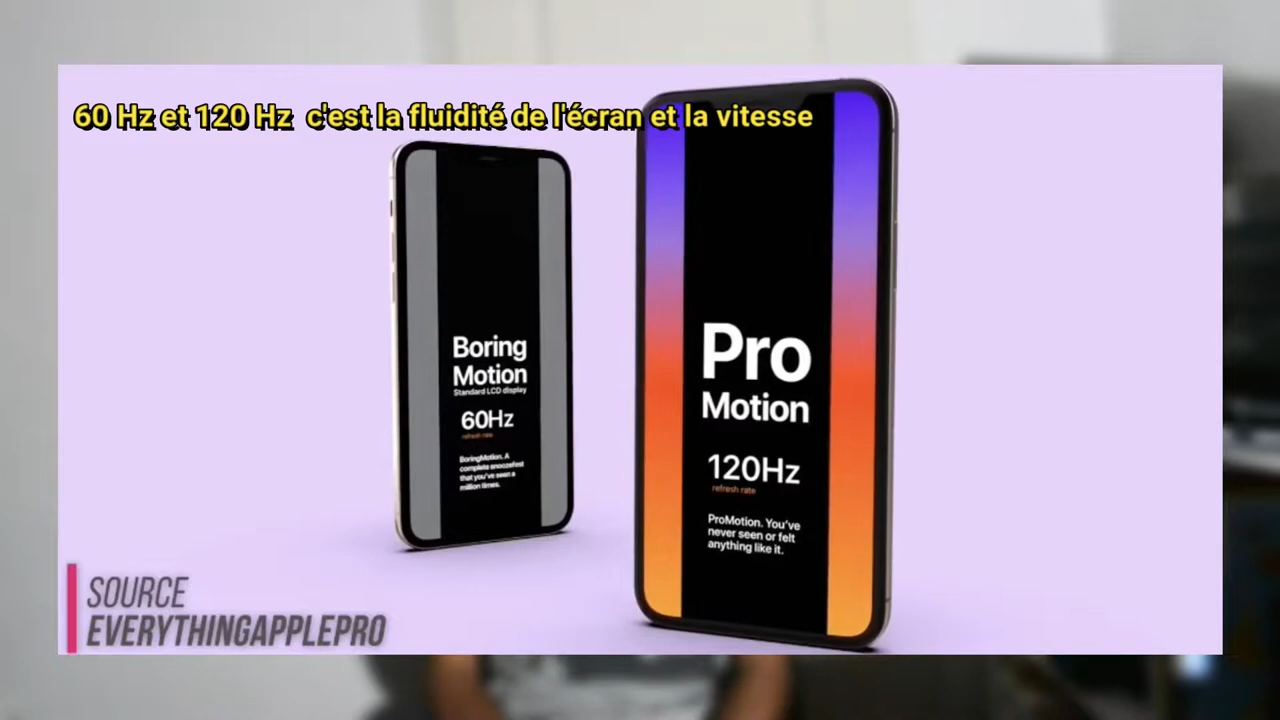 60 Hz et 120 Hz  c'est la fluidité de l'écran et la vitesse
Boring
Motion
Standard LCD display
60Hz
refresh rate
BoringMotion. A
complete snoozefest
that you've seen a
million times.
Pro
Motion
120Hz
refresh rate
ProMotion. You've
never seen or felt
anything like it.
SOURCE
EVERYTHINGAPPLEPRO